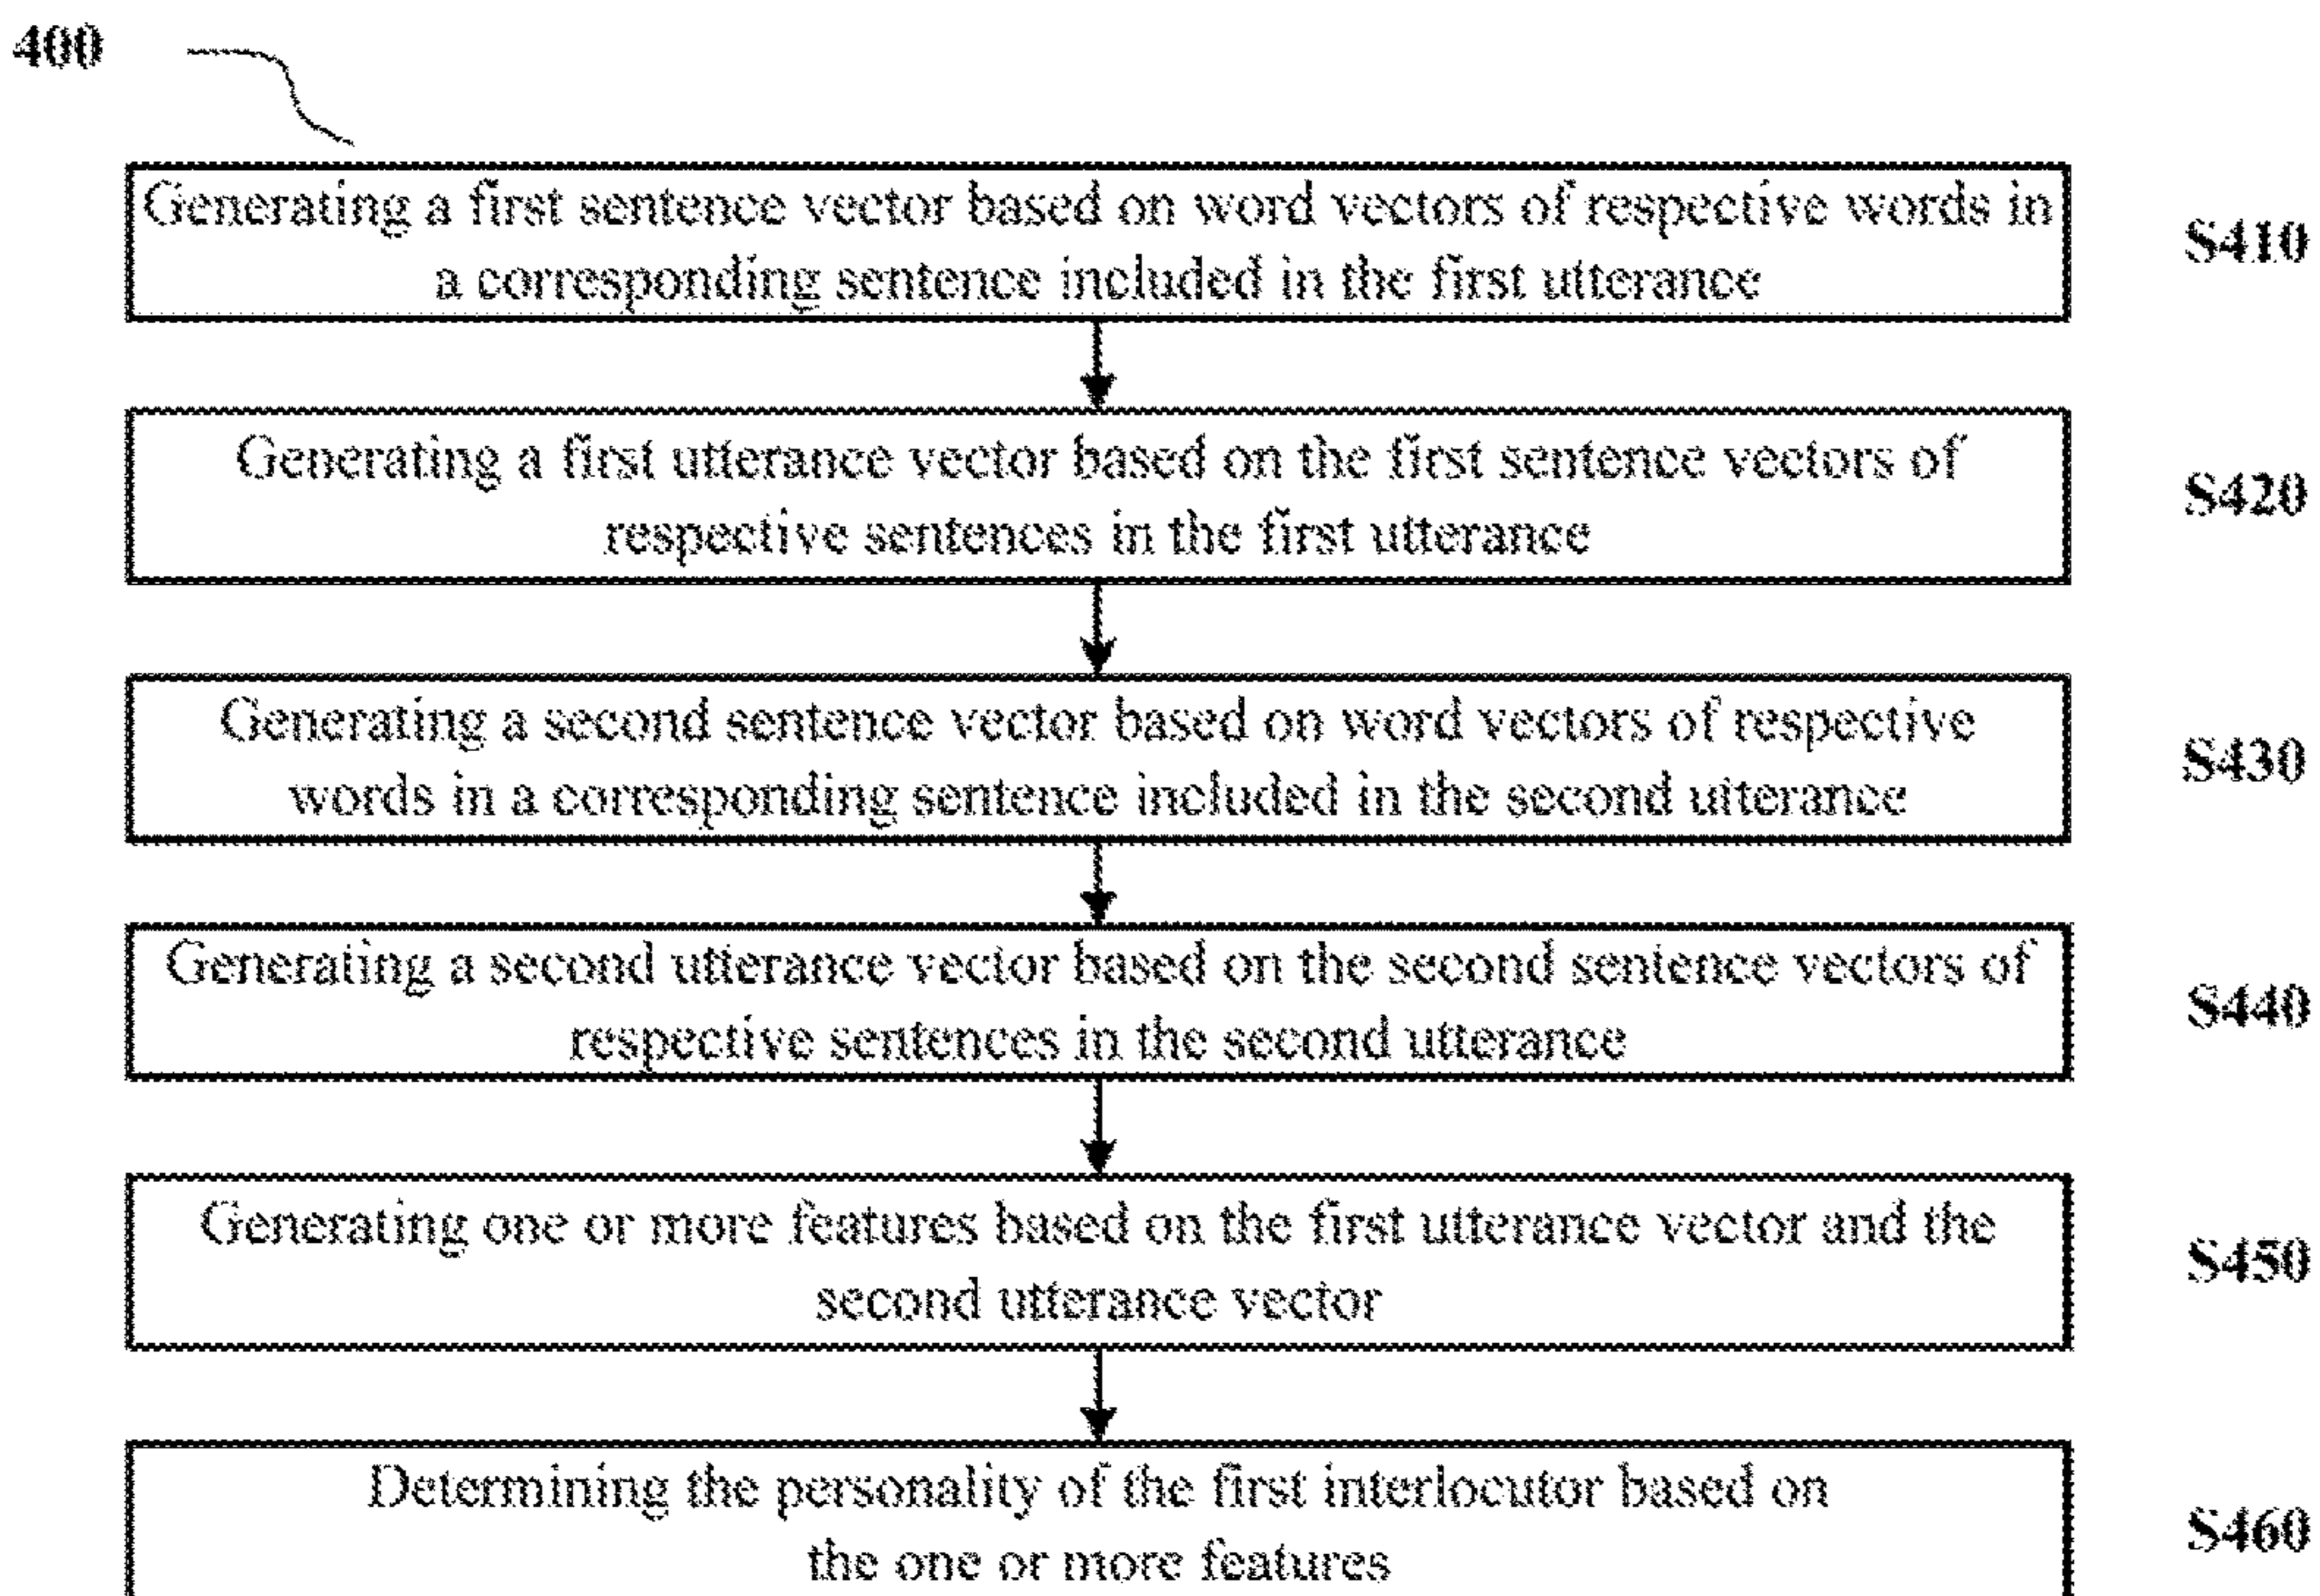 400
Generating a first sentence vector based on word vectors of respective words in
a corresponding sentence included in the first utterance
S410
Generating a first utterance vector based on the first sentence vectors of
respective sentences in the first utterance
S420
Generating a second sentence vector based on word vectors of respective
words in a corresponding sentence included in the second utterance
S430
Generating a second utterance vector based on the second sentence vectors of
respective sentences in the second utterance
S440
Generating one or more features based on the first utterance vector and the
second utterance vector
S450
Determining the personality of the first interlocutor based on
the one or more features
S460